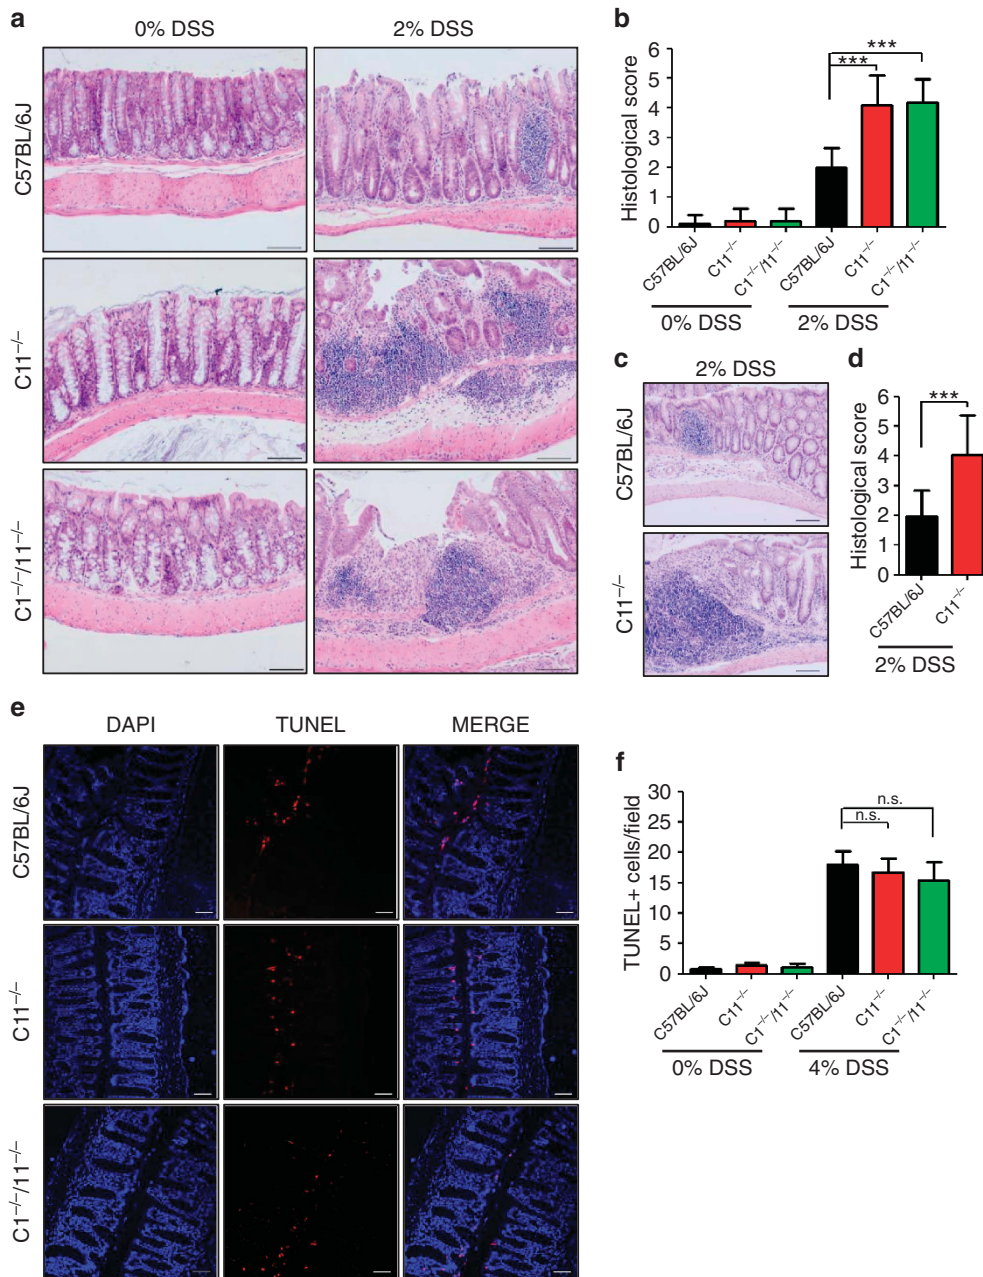 a
0% DSS
2% DSS
C57BL/6J
C11⁻/⁻
C1⁻/⁻/11⁻/⁻
b
Histological score
6
5
4
3
2
1
0
***
***
C57BL/6J
C11⁻/⁻
C1⁻/⁻/11⁻/⁻
C57BL/6J
C11⁻/⁻
C1⁻/⁻/11⁻/⁻
0% DSS
2% DSS
c
2% DSS
C57BL/6J
C11⁻/⁻
d
Histological score
6
5
4
3
2
1
0
***
C57BL/6J
C11⁻/⁻
2% DSS
e
DAPI
TUNEL
MERGE
C57BL/6J
C11⁻/⁻
C1⁻/⁻/11⁻/⁻
f
TUNEL+ cells/field
30
25
20
15
10
5
0
n.s.
n.s.
C57BL/6J
C11⁻/⁻
C1⁻/⁻/11⁻/⁻
C57BL/6J
C11⁻/⁻
C1⁻/⁻/11⁻/⁻
0% DSS
4% DSS